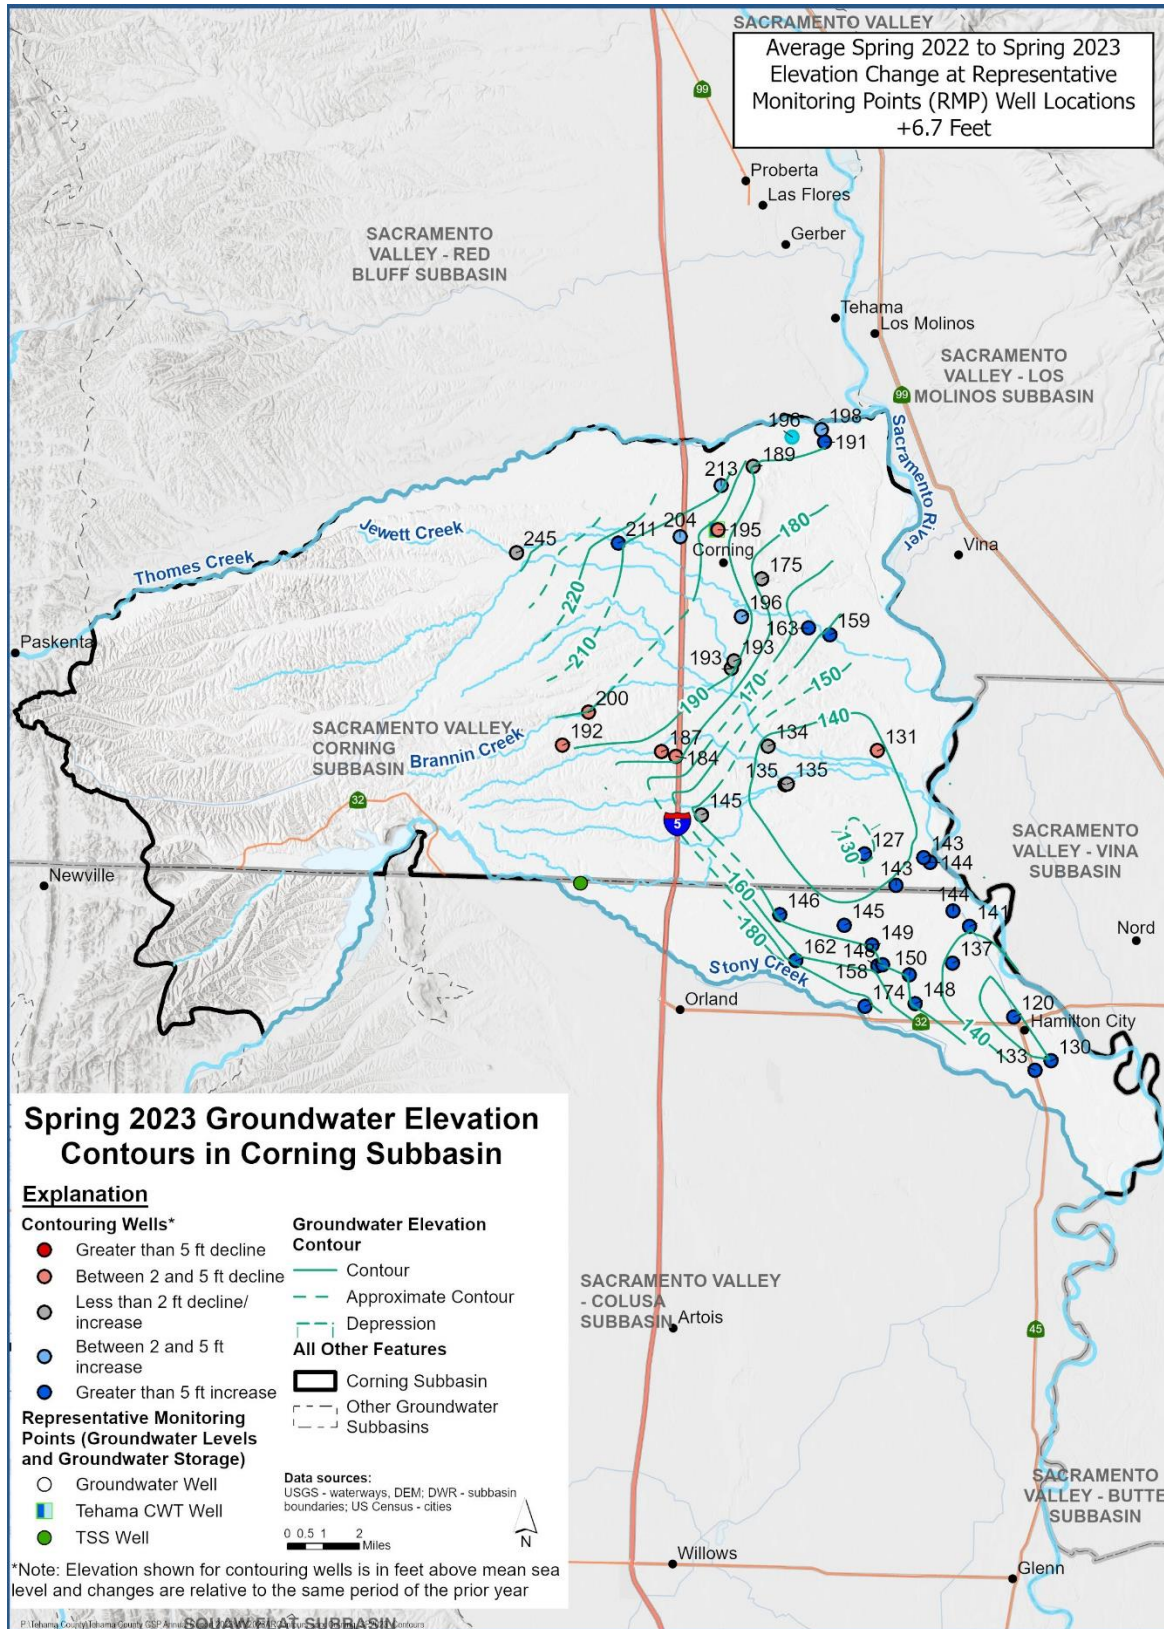 SACRAMENTO VALLEY
Average Spring 2022 to Spring 2023
Elevation Change at Representative
Monitoring Points (RMP) Well Locations
+6.7 Feet
99
Proberta
Las Flores
Gerber
SACRAMENTO
VALLEY - RED
BLUFF SUBBASIN
Tehama
Los Molinos
SACRAMENTO
VALLEY - LOS
MOLINOS SUBBASIN
99
196
198
191
189
213
Sacramento River
Jewett Creek
Thomes Creek
245
211
204
195
180
Corning
Vina
175
220
196
163
159
Paskenta
210
193
193
150
170
190
200
140
SACRAMENTO VALLEY
CORNING
SUBBASIN
192
Brannin Creek
187
184
134
131
135
135
32
145
5
127
130
143
144
SACRAMENTO
VALLEY - VINA
SUBBASIN
Newville
143
160
146
144
145
141
Nord
180
149
148
162
137
150
158
Stony Creek
174
148
120
Orland
32
Hamilton City
140
133
130
Spring 2023 Groundwater Elevation
Contours in Corning Subbasin
Explanation
Contouring Wells*
Greater than 5 ft decline
Between 2 and 5 ft decline
Less than 2 ft decline/
increase
Between 2 and 5 ft
increase
Greater than 5 ft increase
Representative Monitoring
Points (Groundwater Levels
and Groundwater Storage)
Groundwater Well
Tehama CWT Well
TSS Well
Groundwater Elevation
Contour
Contour
Approximate Contour
Depression
All Other Features
Corning Subbasin
Other Groundwater
Subbasins
Data sources:
USGS - waterways, DEM; DWR - subbasin
boundaries; US Census - cities
0 0.5 1 2
Miles
N
*Note: Elevation shown for contouring wells is in feet above mean sea
level and changes are relative to the same period of the prior year
SACRAMENTO VALLEY
- COLUSA
SUBBASIN
Artois
45
SACRAMENTO
VALLEY - BUTTE
SUBBASIN
Willows
Glenn
SQUAW FLAT SUBBASIN